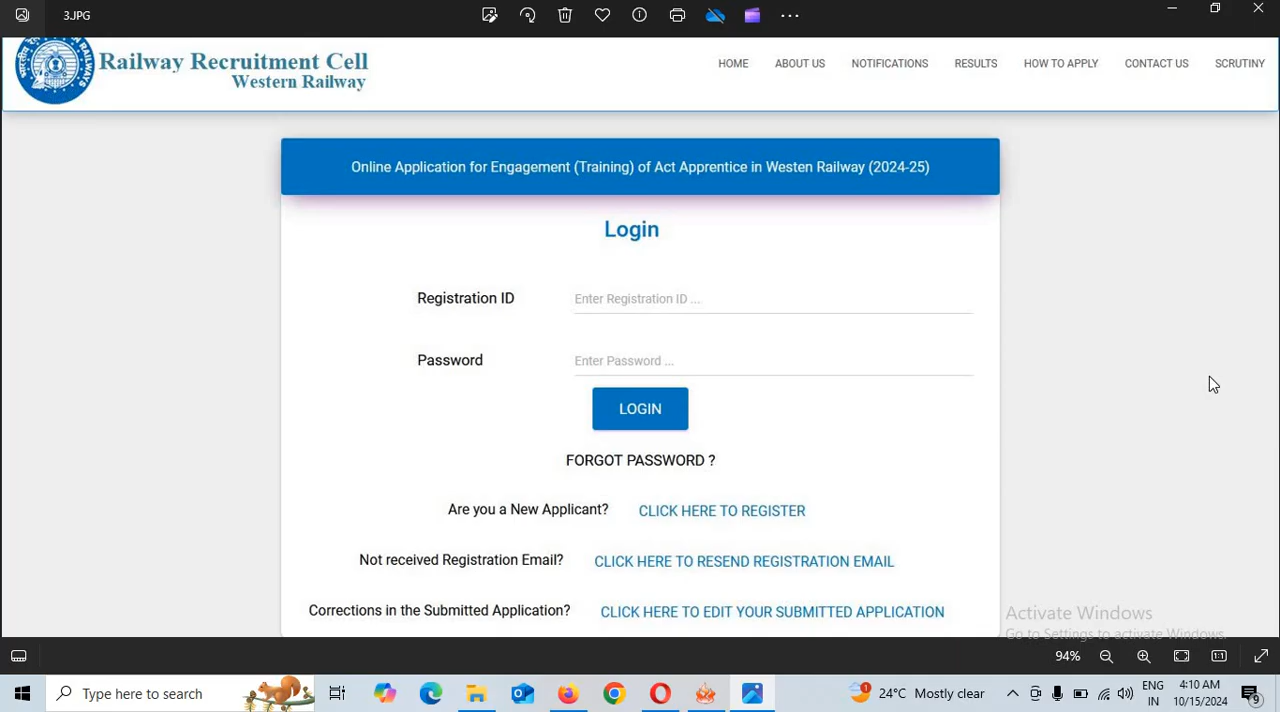 3.JPG
Railway Recruitment Cell
Western Railway
HOME ABOUT US NOTIFICATIONS RESULTS HOW TO APPLY CONTACT US SCRUTINY
Online Application for Engagement (Training) of Act Apprentice in Westen Railway (2024-25)
Login
Registration ID Enter Registration ID ...
Password Enter Password ...
LOGIN
FORGOT PASSWORD ?
Are you a New Applicant? CLICK HERE TO REGISTER
Not received Registration Email? CLICK HERE TO RESEND REGISTRATION EMAIL
Corrections in the Submitted Application? CLICK HERE TO EDIT YOUR SUBMITTED APPLICATION
Activate Windows
Go to Settings to activate Windows.
94% 1:1
Type here to search 1 24°C Mostly clear ENG 4:10 AM
IN 10/15/2024 9